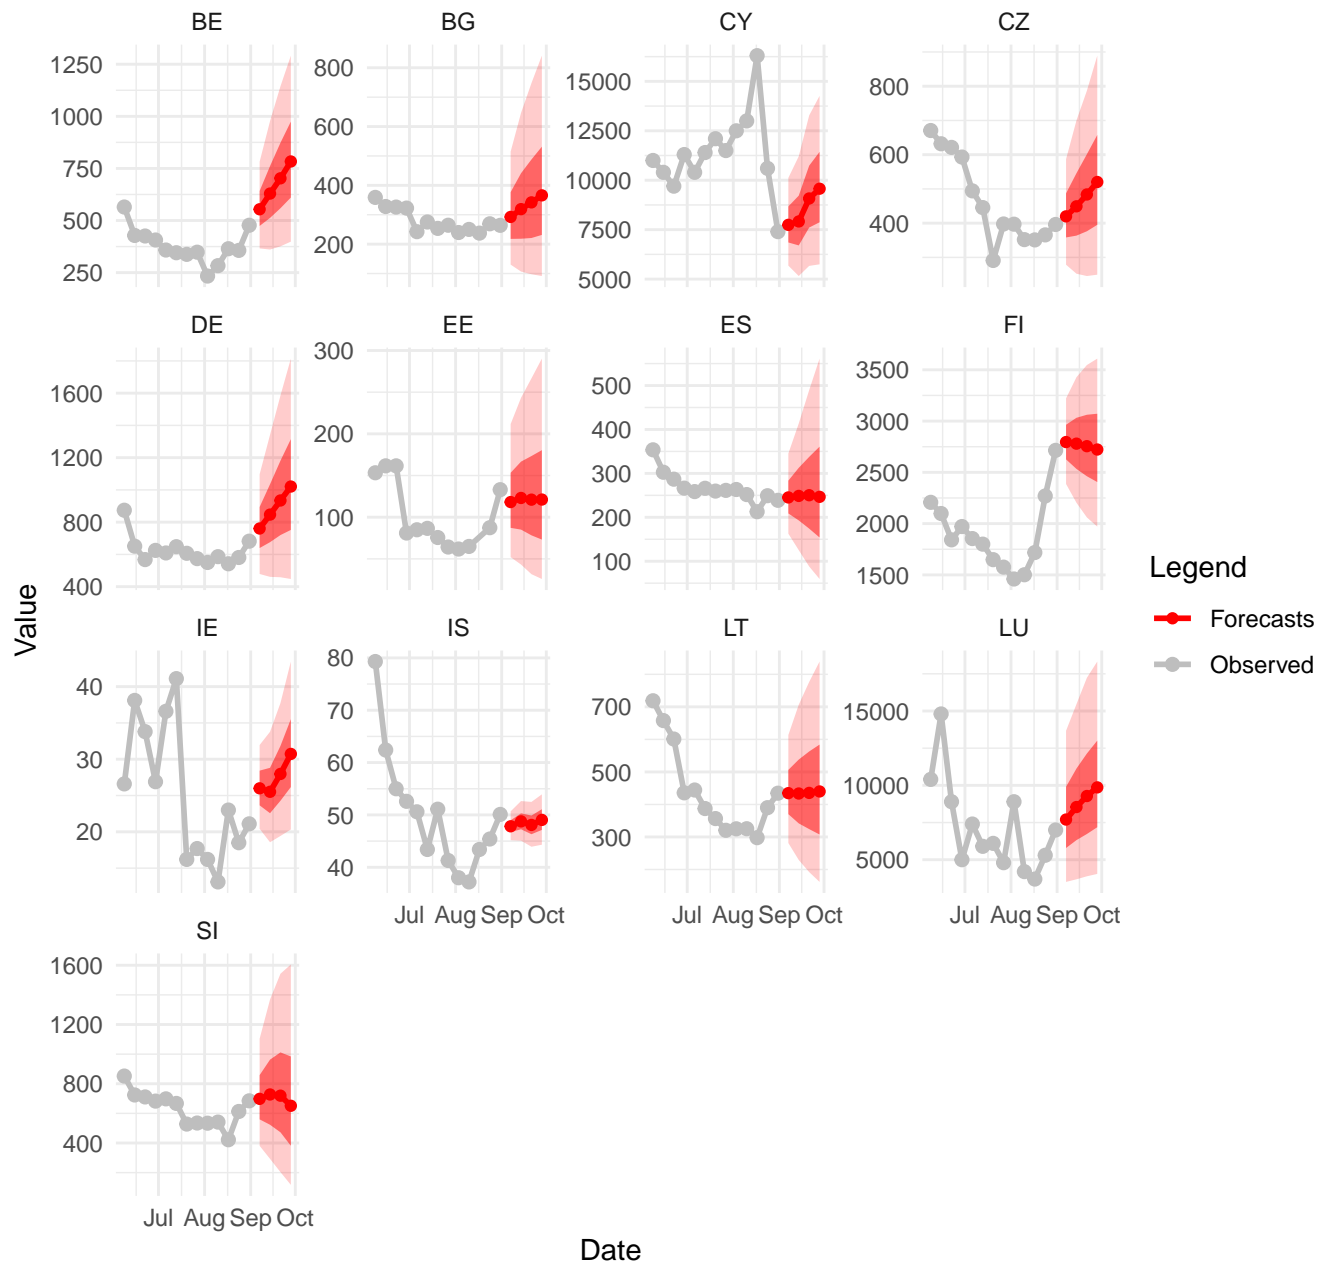 BE
BG
CY
CZ
1250
1000
750
500
250
800
600
400
200
15000
12500
10000
7500
5000
800
600
400
DE
EE
ES
FI
1600
1200
800
400
300
200
100
500
400
300
200
100
3500
3000
2500
2000
1500
IE
IS
LT
LU
40
30
20
80
70
60
50
40
700
500
300
15000
10000
5000
Jul Aug Sep Oct
Jul Aug Sep Oct
Jul Aug Sep Oct
SI
1600
1200
800
400
Jul Aug Sep Oct
Value
Date
Legend
Forecasts
Observed